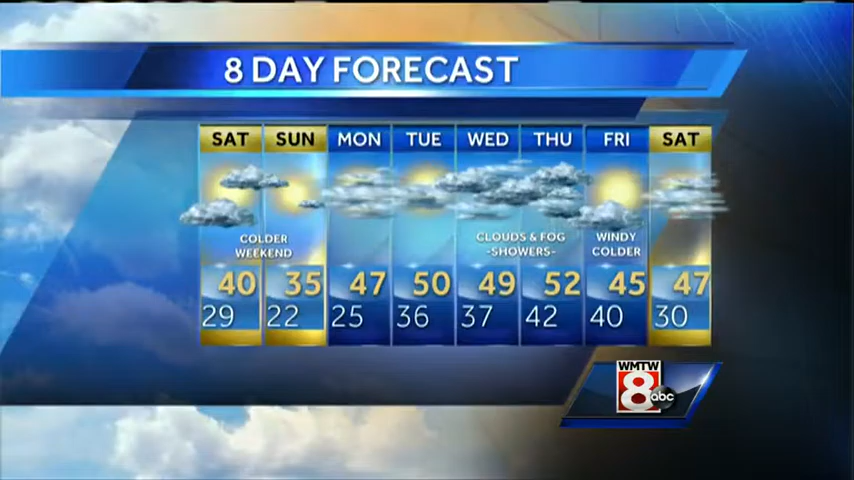 8 DAY FORECAST
SAT SUN MON TUE WED THU FRI SAT
COLDER
WEEKEND
CLOUDS & FOG
-SHOWERS-
WINDY
COLDER
40 35 47 50 49 52 45 47
29 22 25 36 37 42 40 30
WMTW
8 abc